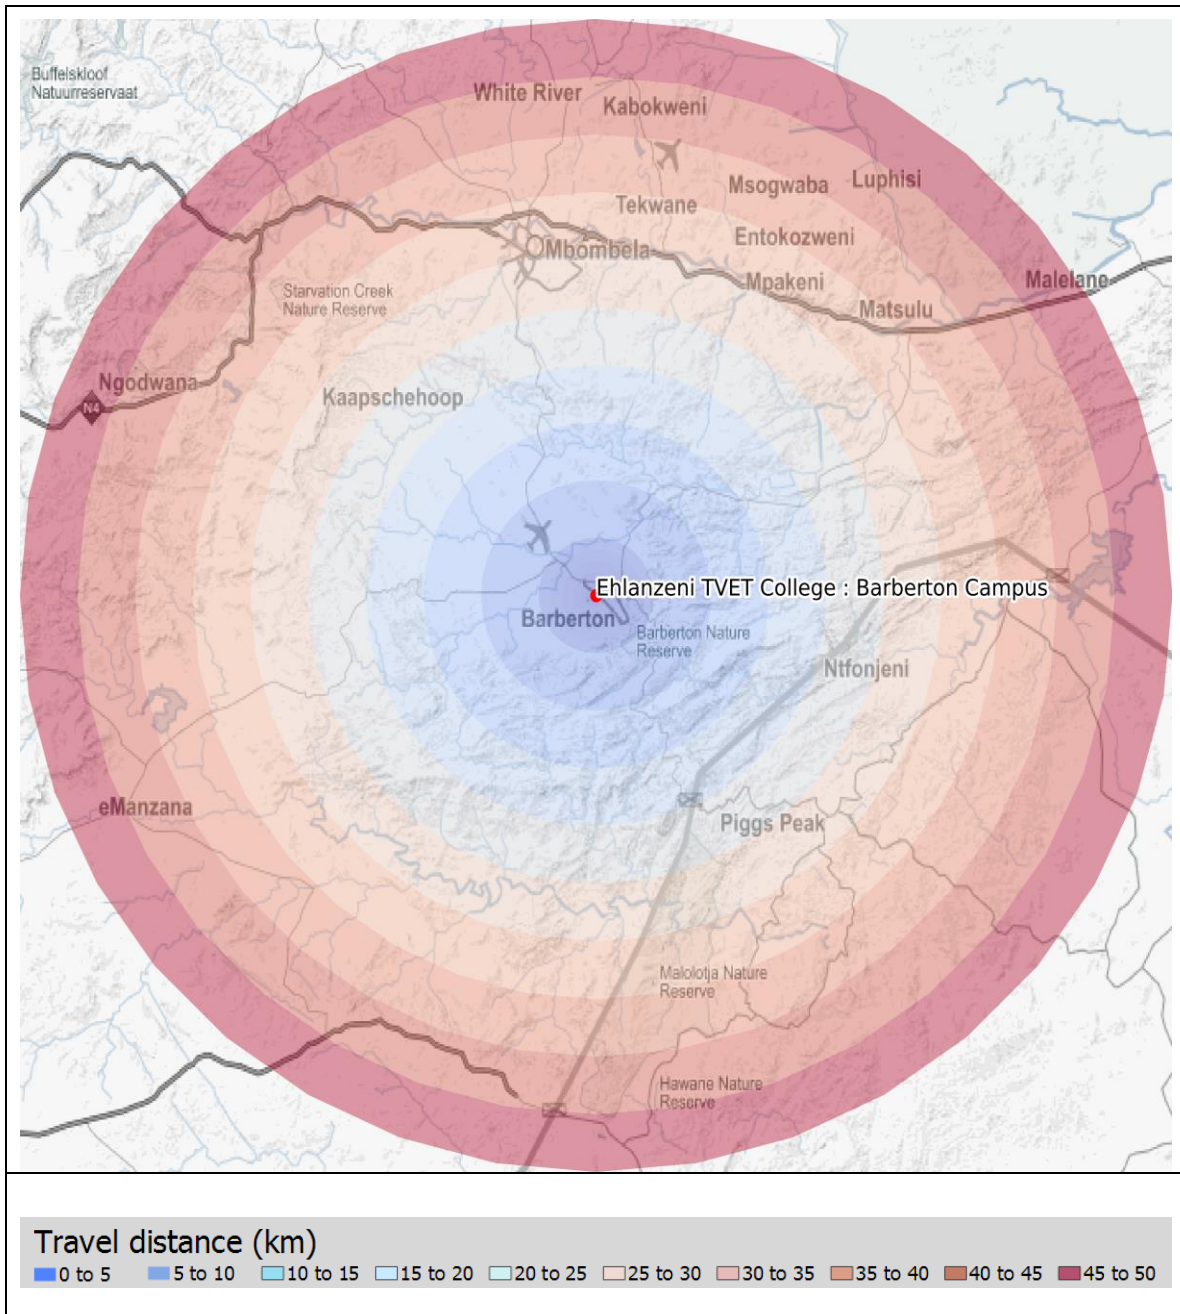 Buffelskloof
Natuurreservaat
White River
Kabokweni
Msogwaba
Luphisi
Tekwane
Entokozweni
Mbombela
Mpakeni
Malelane
Starvation Creek
Nature Reserve
Matsulu
Ngodwana
N4
Kaapschehoop
Ehlanzeni TVET College : Barberton Campus
Barberton
Barberton Nature
Reserve
Ntfonjeni
eManzana
Piggs Peak
Malolotja Nature
Reserve
Hawane Nature
Reserve
Travel distance (km)
0 to 5 5 to 10 10 to 15 15 to 20 20 to 25 25 to 30 30 to 35 35 to 40 40 to 45 45 to 50